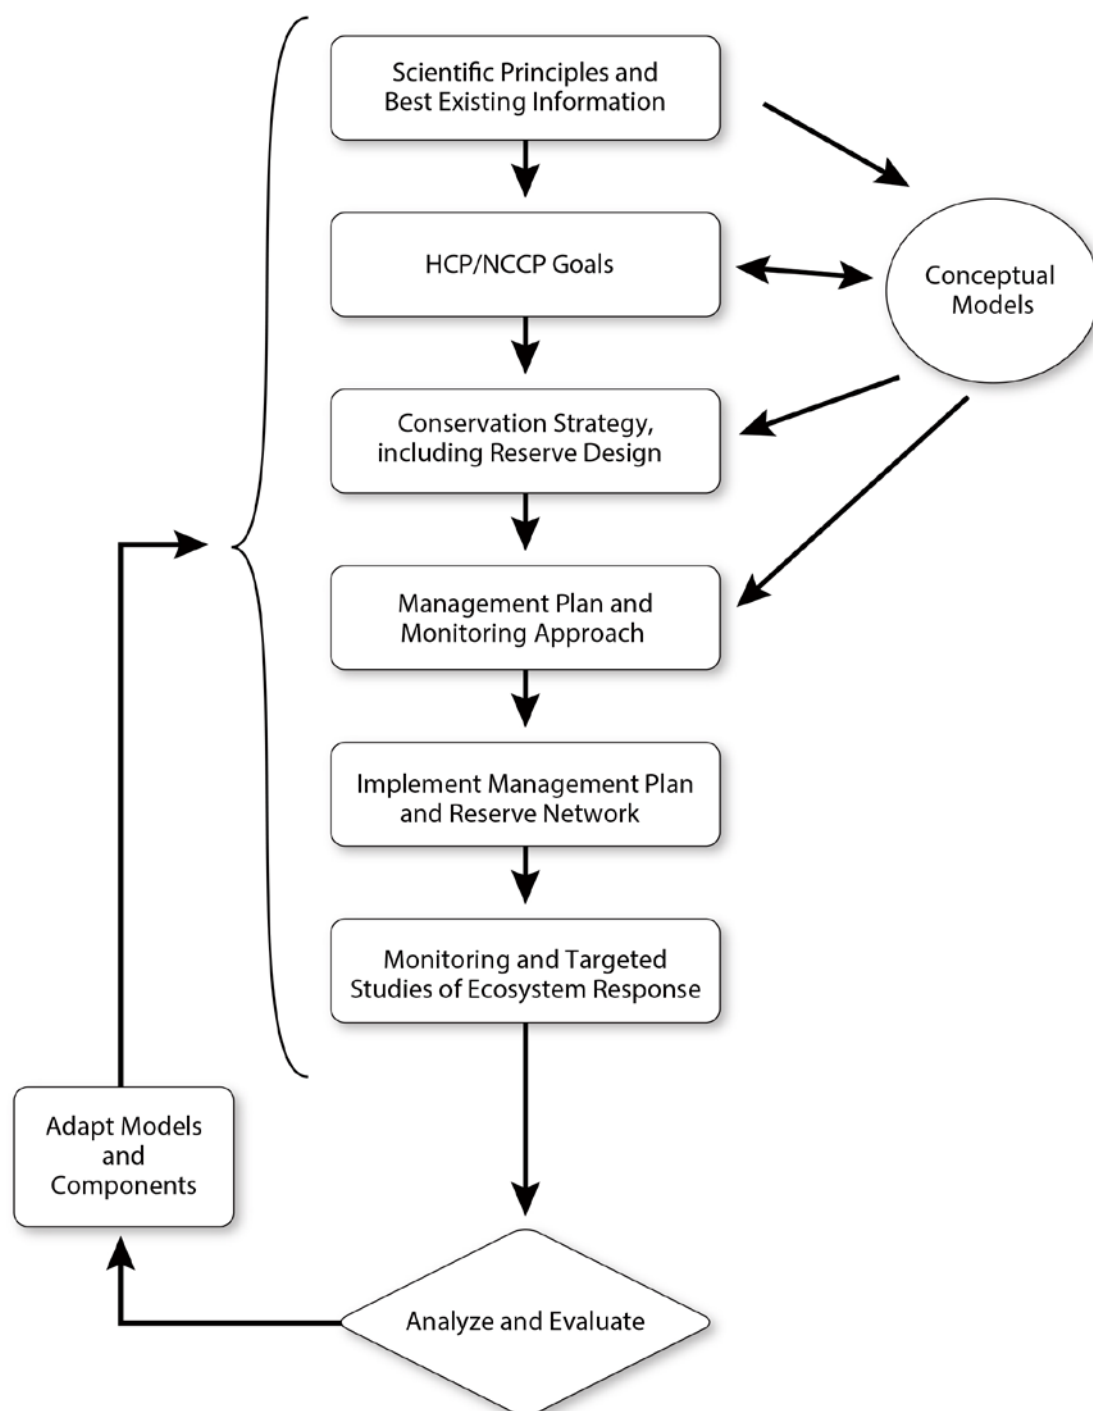 Scientific Principles and
Best Existing Information
HCP/NCCP Goals
Conceptual
Models
Conservation Strategy,
including Reserve Design
Management Plan and
Monitoring Approach
Implement Management Plan
and Reserve Network
Monitoring and Targeted
Studies of Ecosystem Response
Adapt Models
and
Components
Analyze and Evaluate